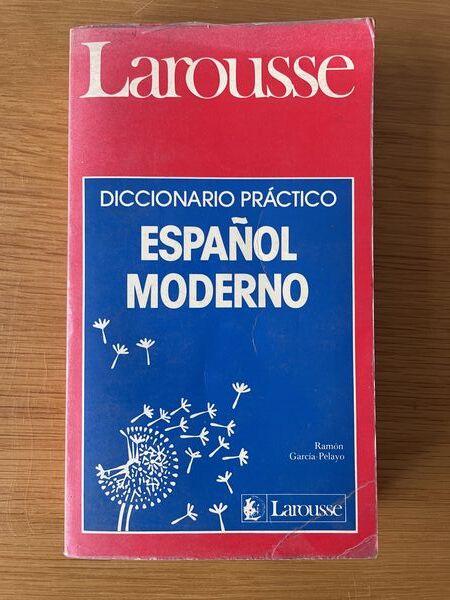 Larousse
DICCIONARIO PRÁCTICO
ESPAÑOL
MODERNO
Ramón
García-Pelayo
Larousse